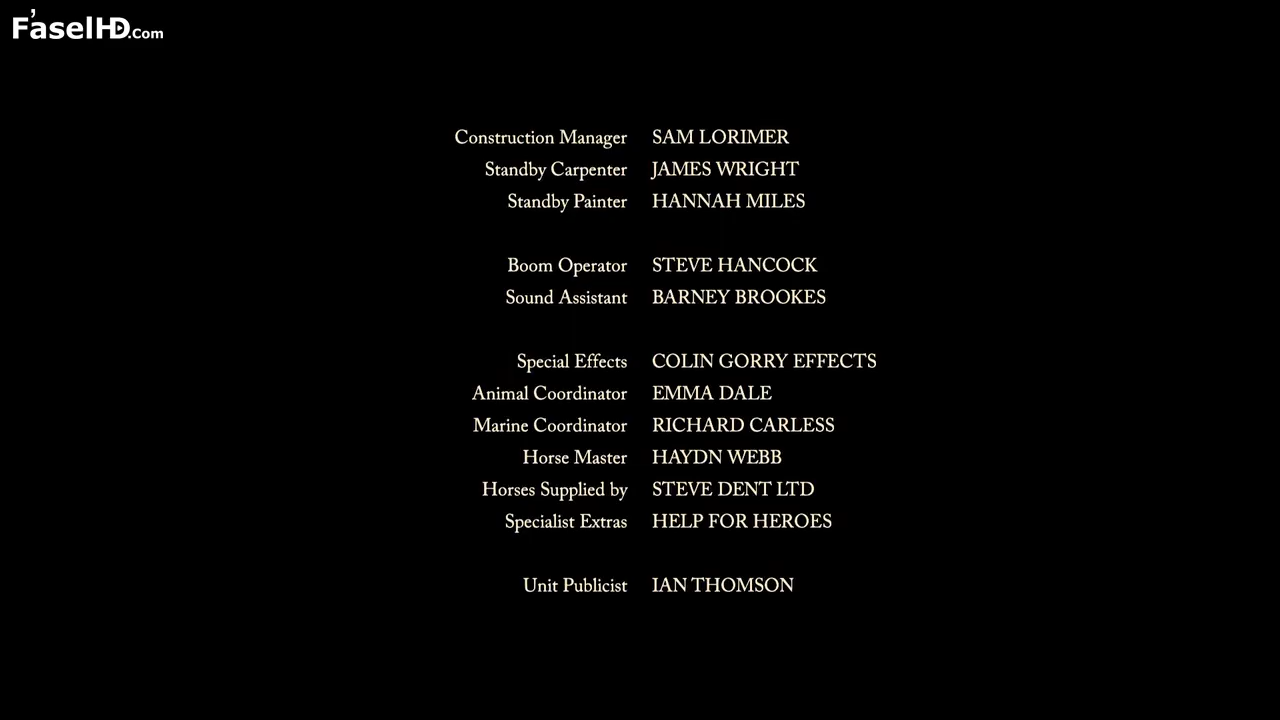 FaselHD.Com
Construction Manager SAM LORIMER
Standby Carpenter JAMES WRIGHT
Standby Painter HANNAH MILES
Boom Operator STEVE HANCOCK
Sound Assistant BARNEY BROOKES
Special Effects COLIN GORRY EFFECTS
Animal Coordinator EMMA DALE
Marine Coordinator RICHARD CARLESS
Horse Master HAYDN WEBB
Horses Supplied by STEVE DENT LTD
Specialist Extras HELP FOR HEROES
Unit Publicist IAN THOMSON